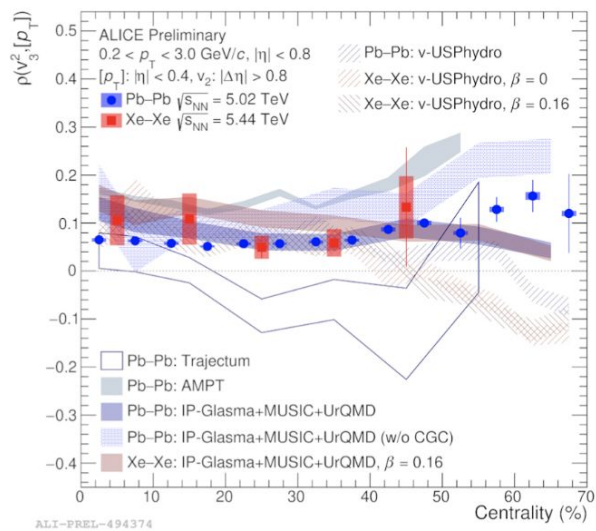 ρ(v₃²,[p_T])
0.5
0.4
0.3
0.2
0.1
0
−0.1
−0.2
−0.3
−0.4
ALICE Preliminary
0.2 < p_T < 3.0 GeV/c, |η| < 0.8
[p_T]: |η| < 0.4, v₂: |Δη| > 0.8
Pb–Pb √s_NN = 5.02 TeV
Xe–Xe √s_NN = 5.44 TeV
Pb–Pb: v-USPhydro
Xe–Xe: v-USPhydro, β = 0
Xe–Xe: v-USPhydro, β = 0.16
Pb–Pb: Trajectum
Pb–Pb: AMPT
Pb–Pb: IP-Glasma+MUSIC+UrQMD
Pb–Pb: IP-Glasma+MUSIC+UrQMD (w/o CGC)
Xe–Xe: IP-Glasma+MUSIC+UrQMD, β = 0.16
0 10 20 30 40 50 60 70
Centrality (%)
ALI-PREL-494374